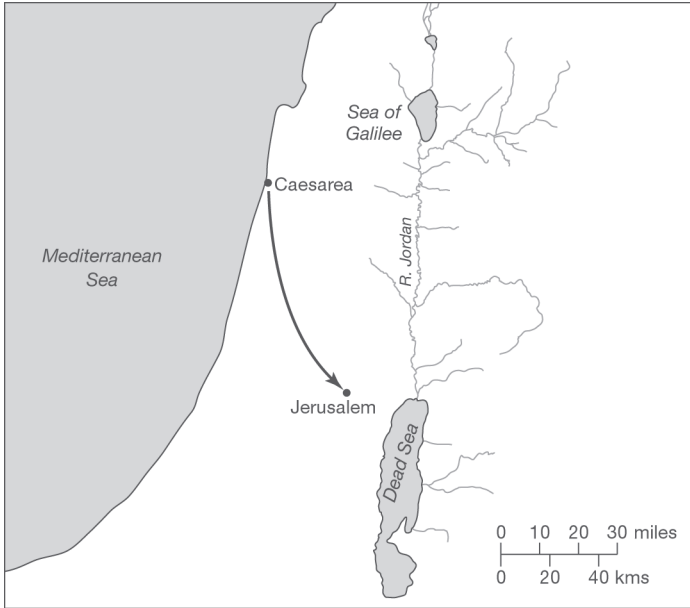 Sea of
Galilee
Caesarea
Mediterranean
Sea
R. Jordan
Jerusalem
Dead Sea
0 10 20 30 miles
0 20 40 kms